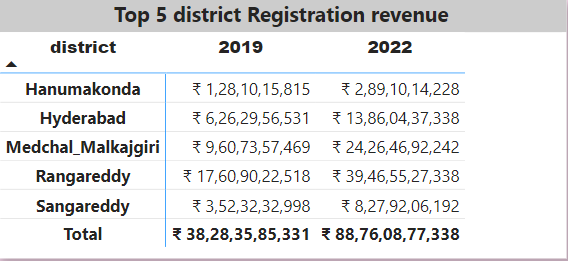 Top 5 district Registration revenue
district 2019 2022
Hanumakonda ₹ 1,28,10,15,815 ₹ 2,89,10,14,228
Hyderabad ₹ 6,26,29,56,531 ₹ 13,86,04,37,338
Medchal_Malkajgiri ₹ 9,60,73,57,469 ₹ 24,26,46,92,242
Rangareddy ₹ 17,60,90,22,518 ₹ 39,46,55,27,338
Sangareddy ₹ 3,52,32,32,998 ₹ 8,27,92,06,192
Total ₹ 38,28,35,85,331 ₹ 88,76,08,77,338